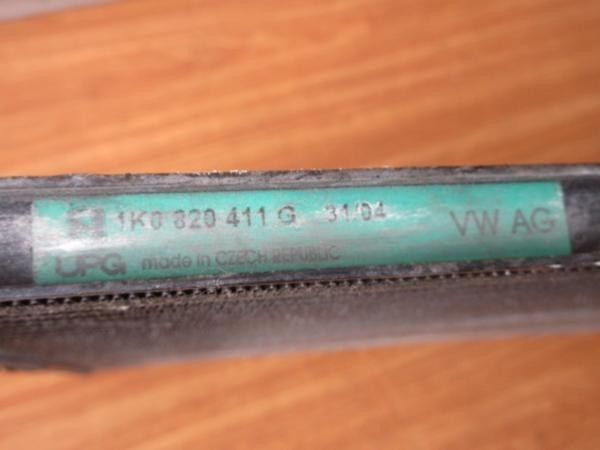 1K0 820 411 G 31/04 VW AG
UPG made in CZECH REPUBLIC